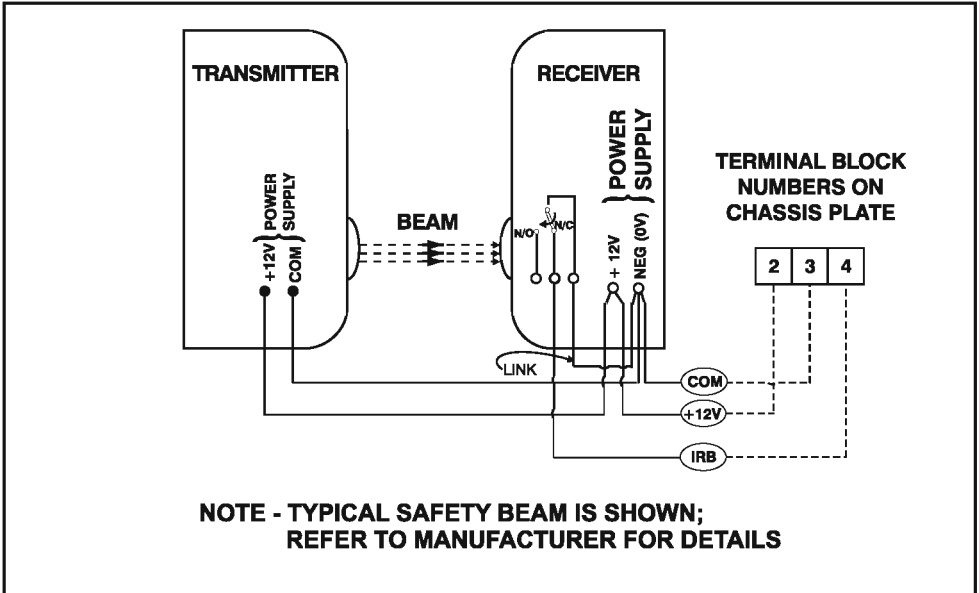 TRANSMITTER
+12V
COM
POWER
SUPPLY
BEAM
RECEIVER
N/O
N/C
+ 12V
NEG (0V)
POWER
SUPPLY
LINK
TERMINAL BLOCK
NUMBERS ON
CHASSIS PLATE
2 3 4
COM
+12V
IRB
NOTE - TYPICAL SAFETY BEAM IS SHOWN;
REFER TO MANUFACTURER FOR DETAILS